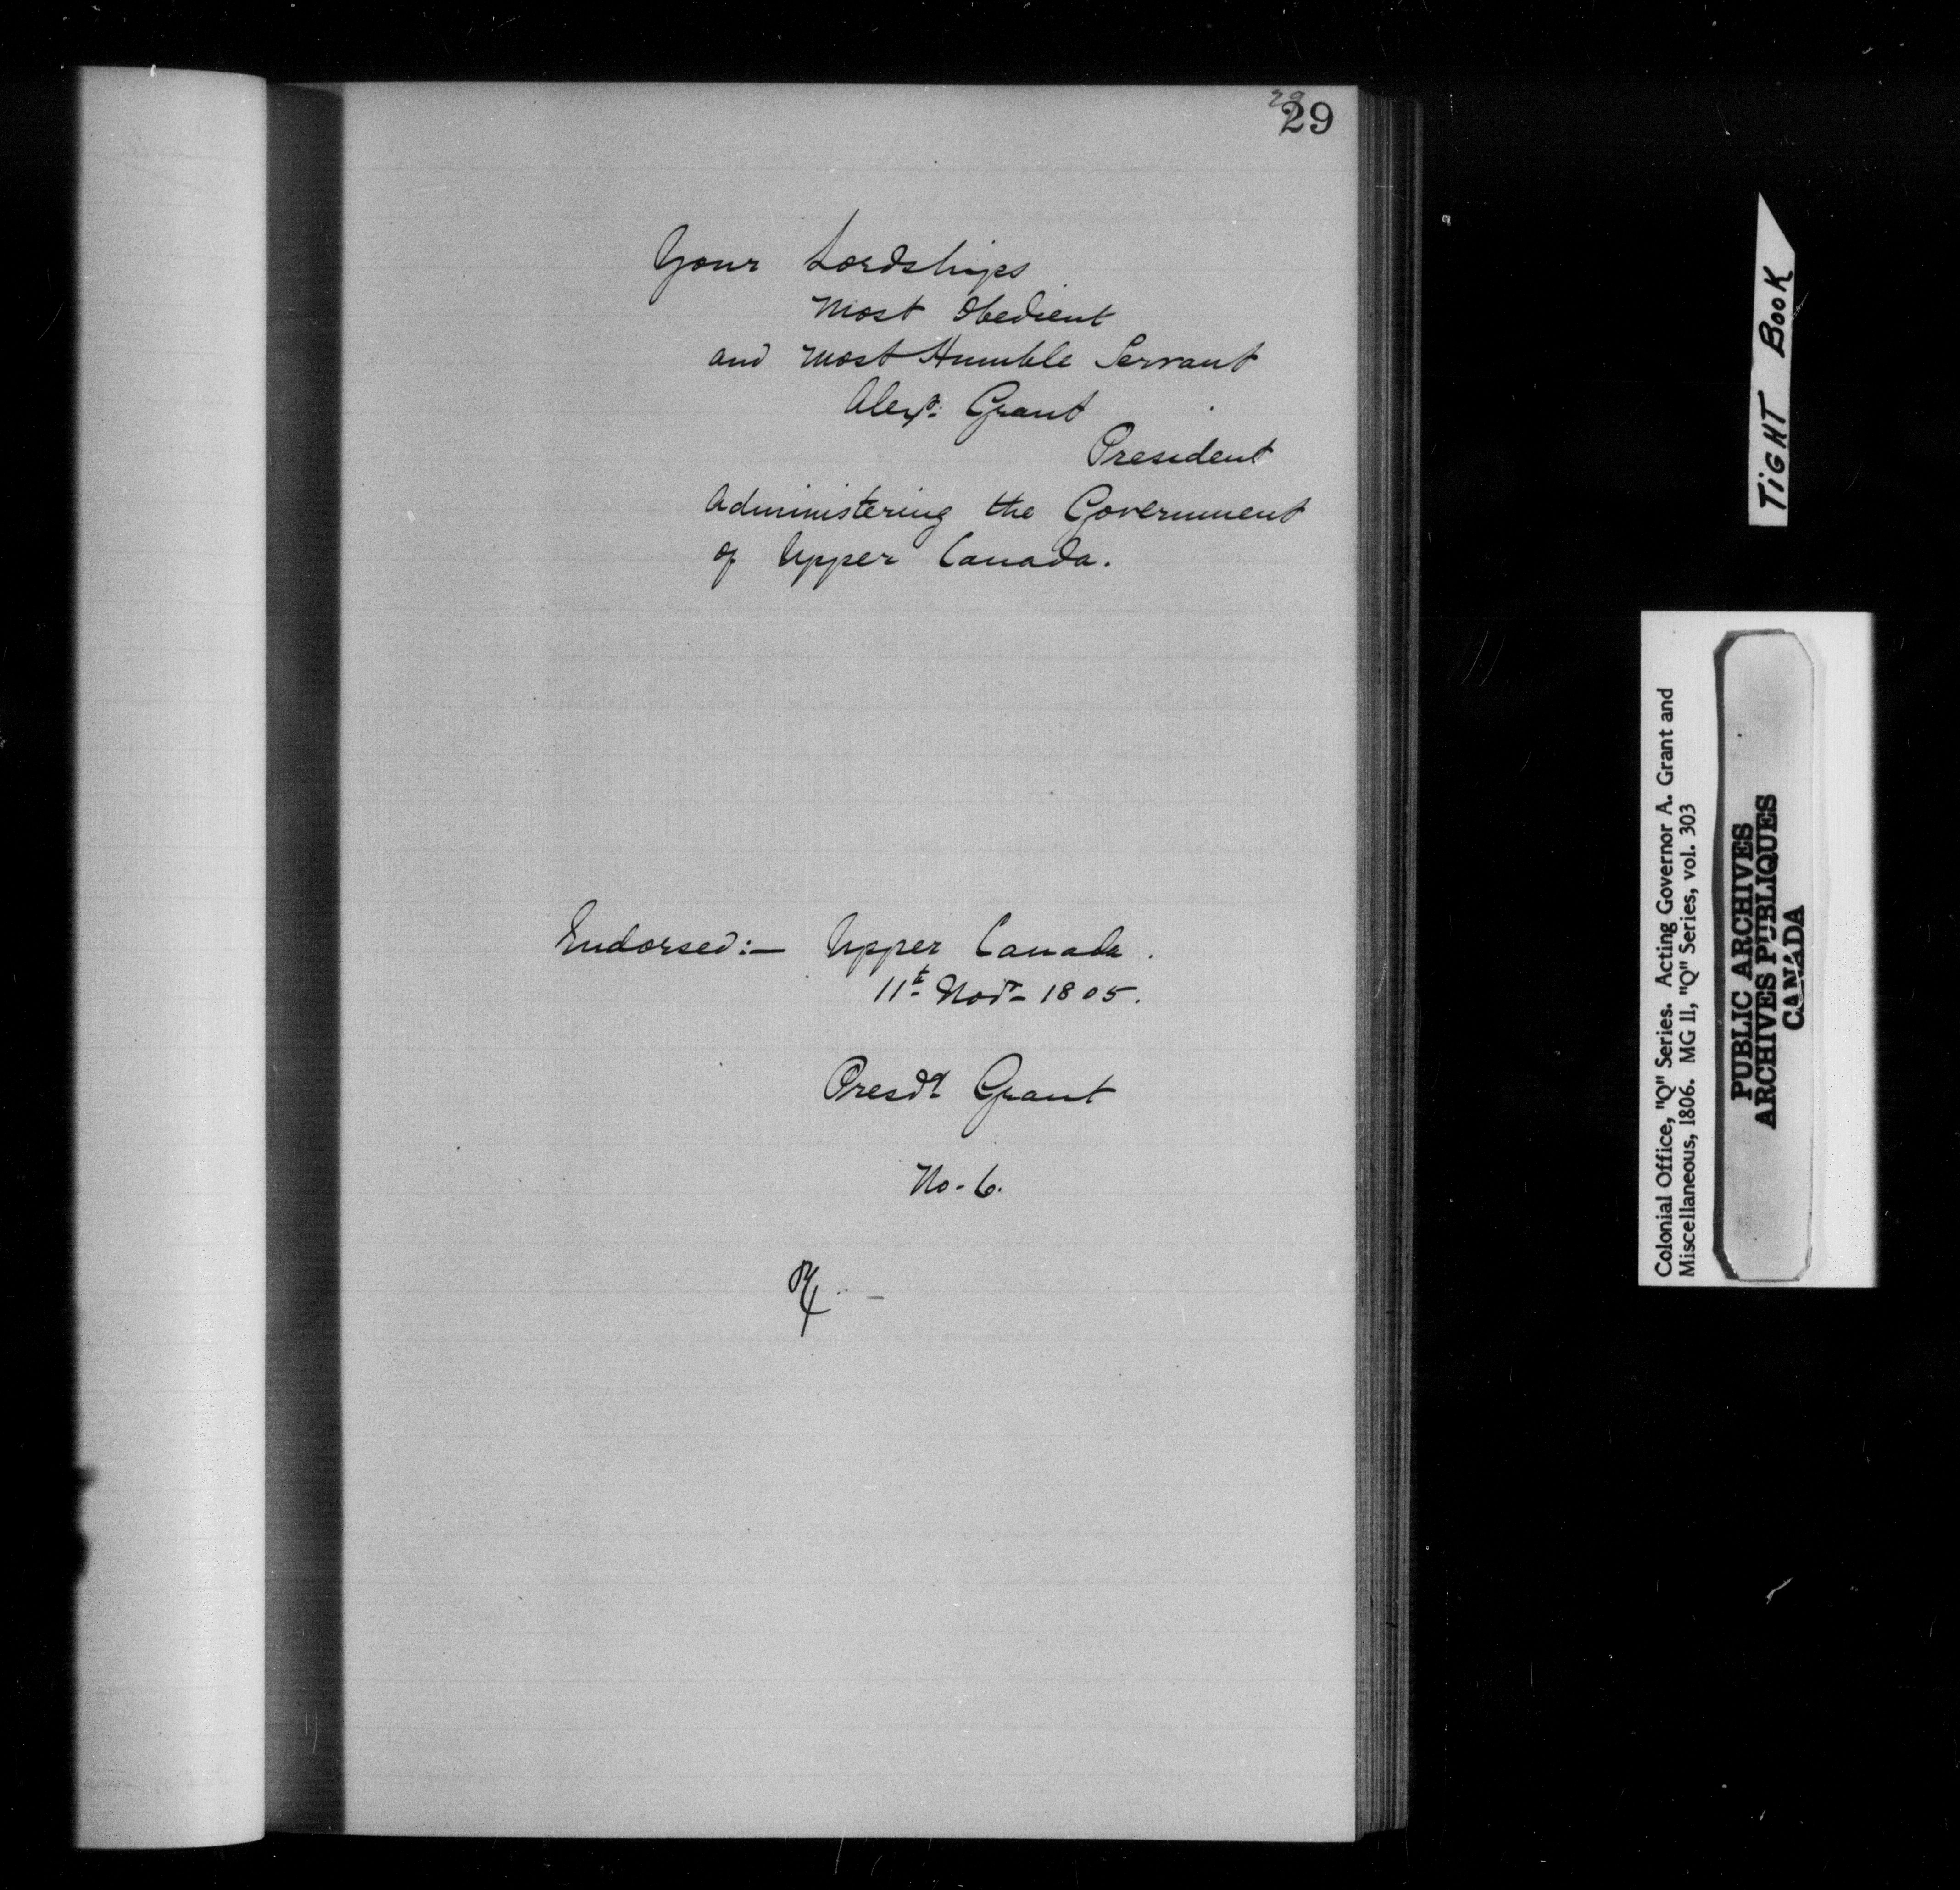 29
29
Your Lordships
Most Obedient
and Most Humble Servant
Alexr. Grant
President
Administering the Government
of Upper Canada.
Endorsed:— Upper Canada.
11t Novr 1805.
Presdt Grant
No. 6.
TIGHT BOOK
Colonial Office, "Q" Series. Acting Governor A. Grant and
Miscellaneous, 1806. MG 11, "Q" Series, vol. 303
PUBLIC ARCHIVES
ARCHIVES PUBLIQUES
CANADA